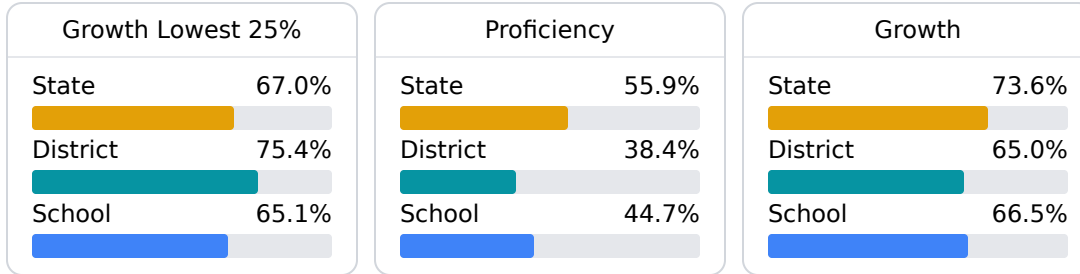 Growth Lowest 25%
State 67.0%
District 75.4%
School 65.1%
Proficiency
State 55.9%
District 38.4%
School 44.7%
Growth
State 73.6%
District 65.0%
School 66.5%